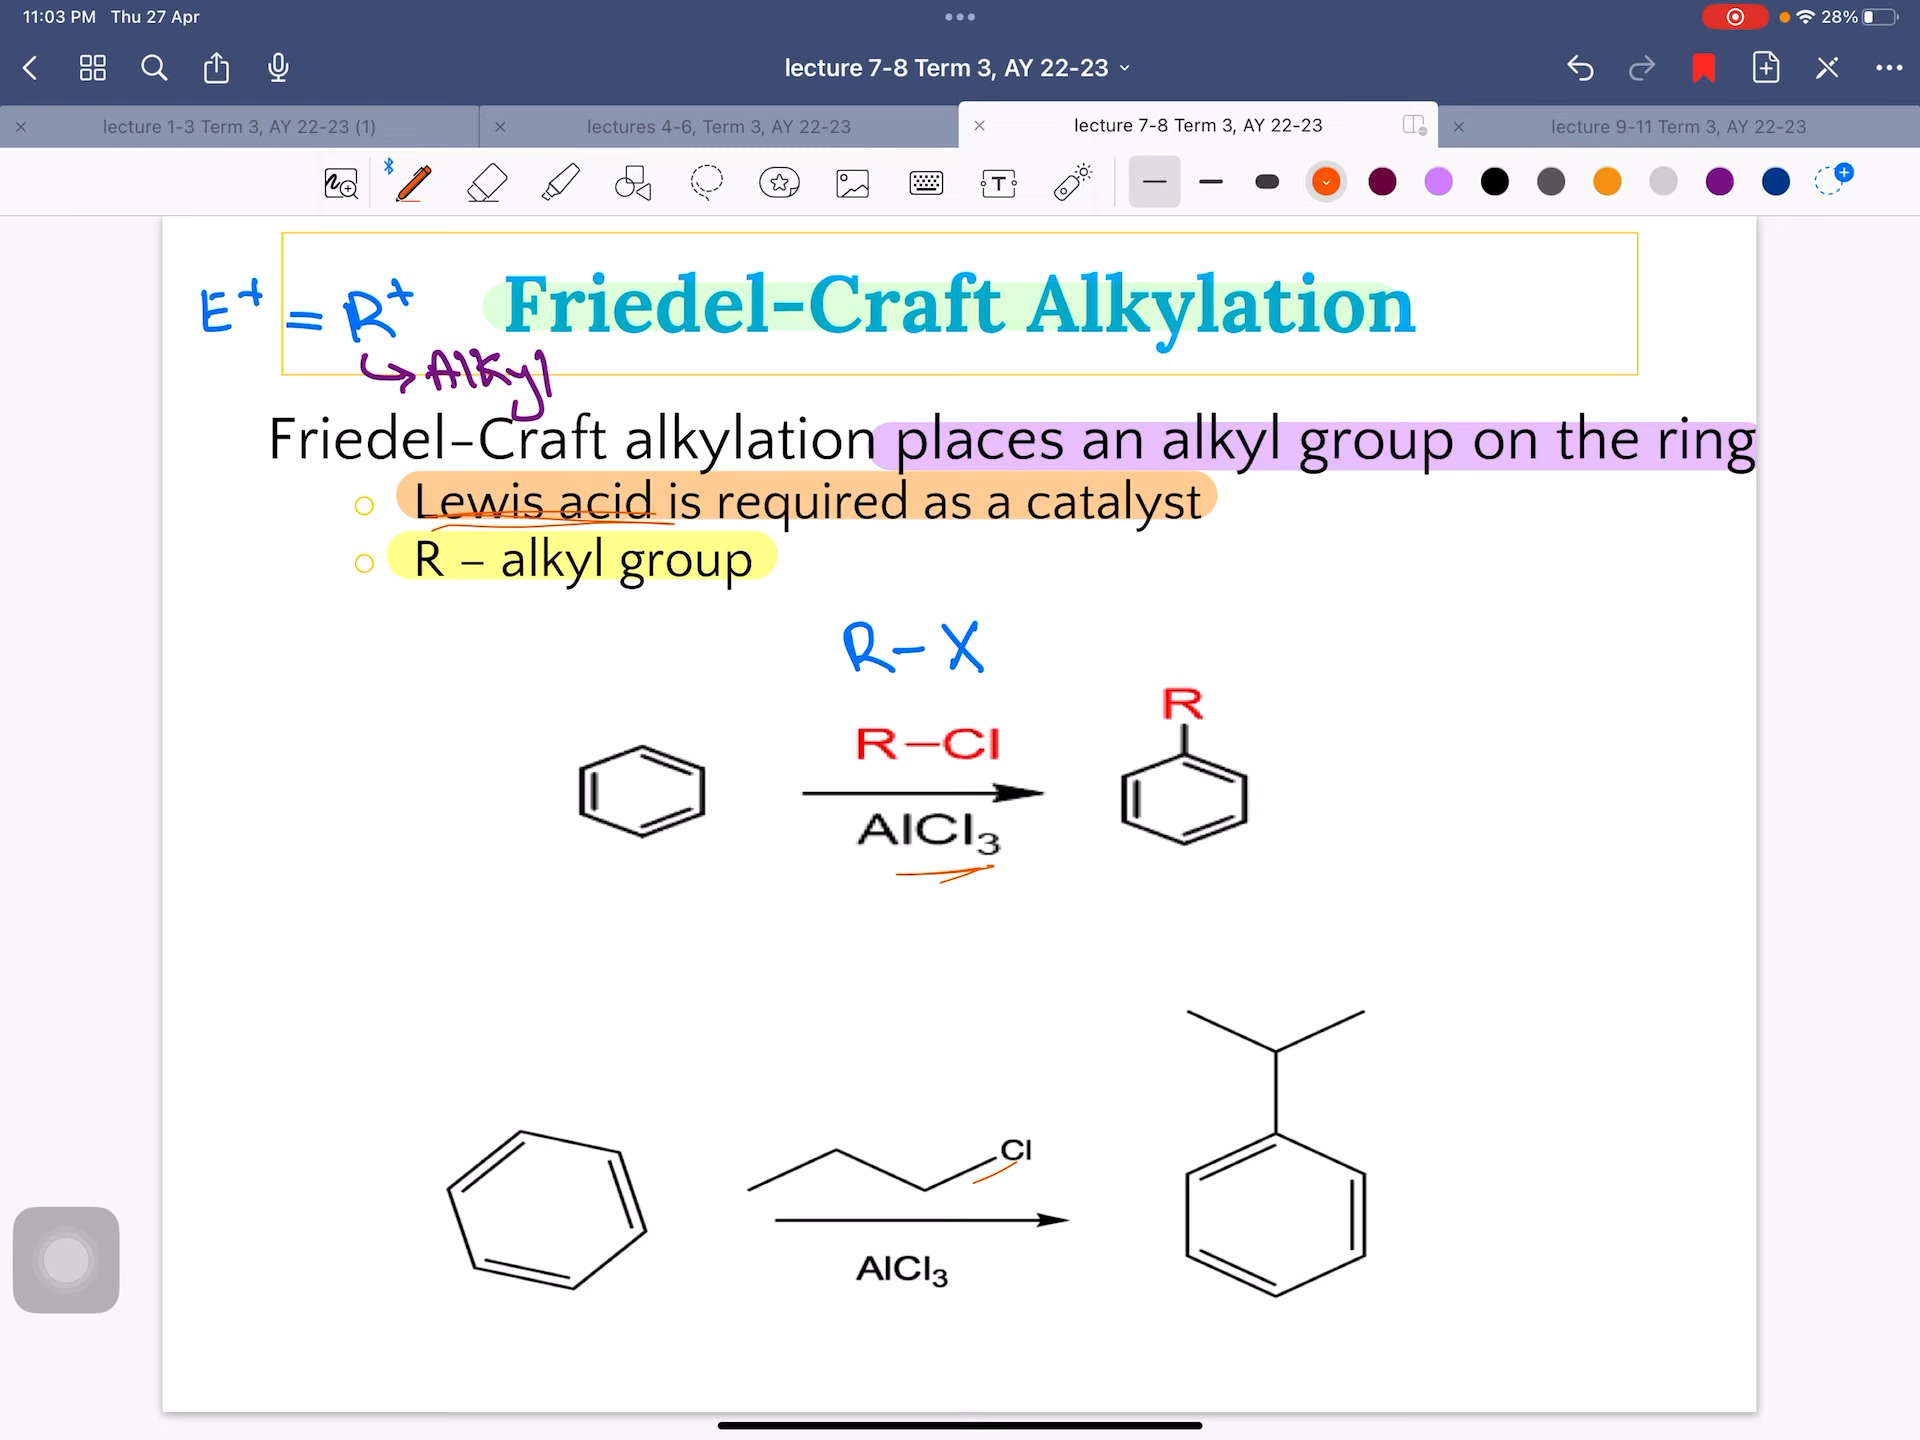 11:03 PM Thu 27 Apr
28%
lecture 7-8 Term 3, AY 22-23
lecture 1-3 Term 3, AY 22-23 (1)
lectures 4-6, Term 3, AY 22-23
lecture 7-8 Term 3, AY 22-23
lecture 9-11 Term 3, AY 22-23
T
E+ = R+
Friedel-Craft Alkylation
Alkyl
Friedel-Craft alkylation places an alkyl group on the ring
Lewis acid is required as a catalyst
R – alkyl group
R-X
R
R-Cl
AlCl3
Cl
AlCl3